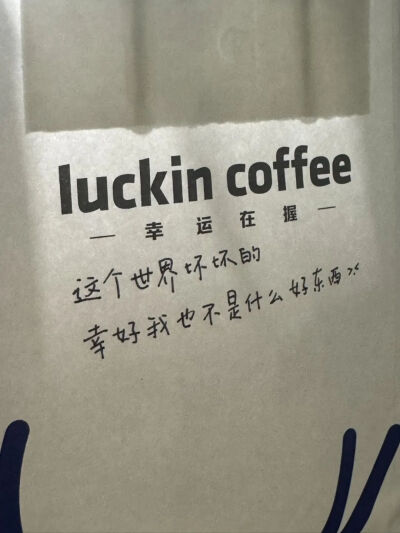 luckin coffee
— 幸运在握 —
这个世界坏坏的
幸好我也不是什么好东西